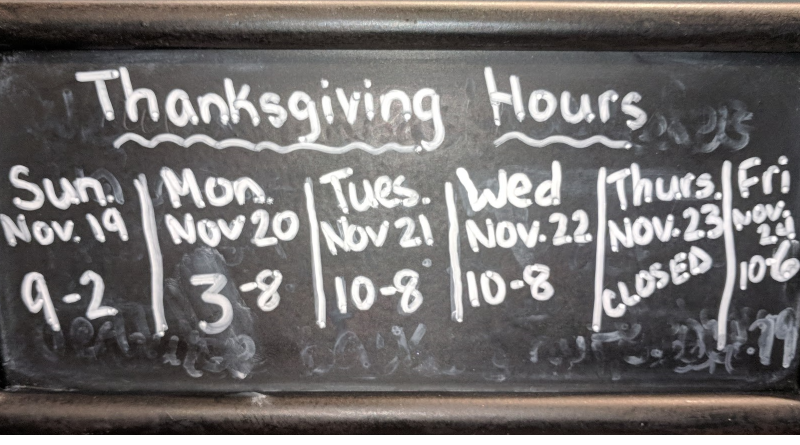 Thanksgiving Hours
Sun.
Nov. 19
9-2
Mon.
Nov 20
3-8
Tues.
Nov 21
10-8
Wed
Nov. 22
10-8
Thurs.
Nov. 23
CLOSED
Fri
Nov.
24
10-6